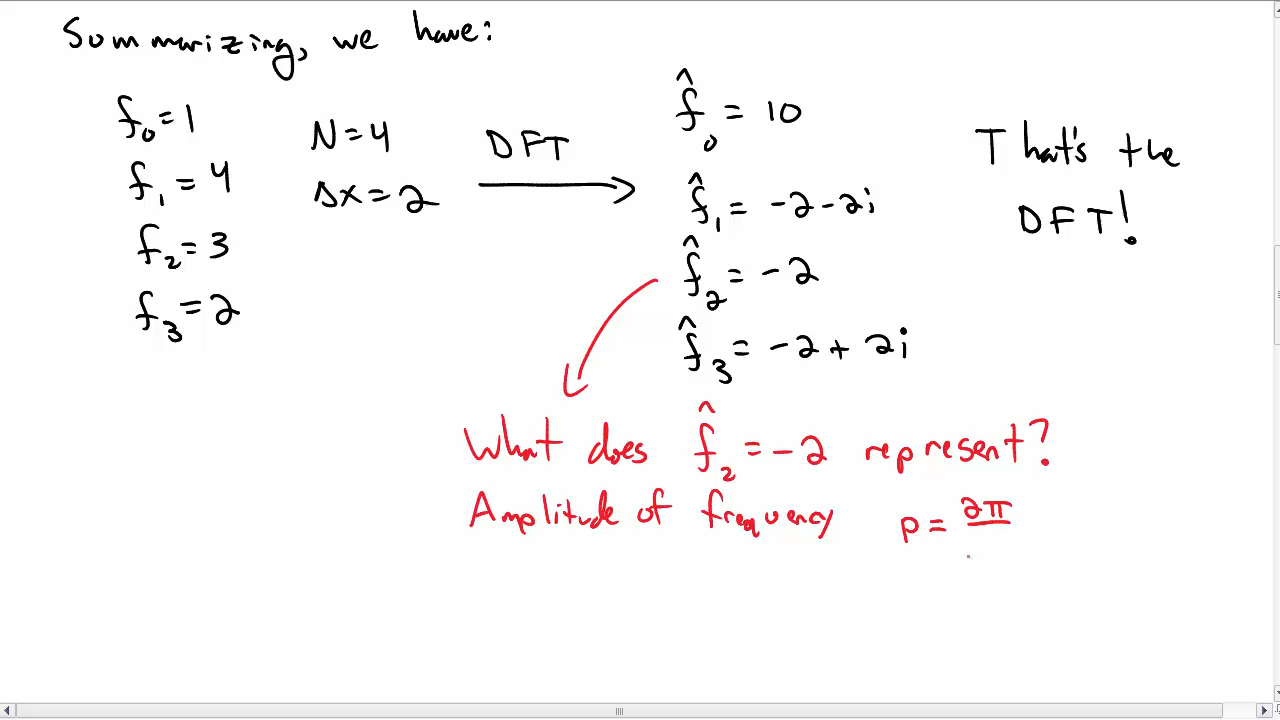 Summarizing, we have:
f₀ = 1
f₁ = 4
f₂ = 3
f₃ = 2
N = 4
Δx = 2
DFT
f̂₀ = 10
f̂₁ = -2 - 2i
f̂₂ = -2
f̂₃ = -2 + 2i
That's the
DFT!
What does f̂₂ = -2 represent?
Amplitude of frequency p = 2π